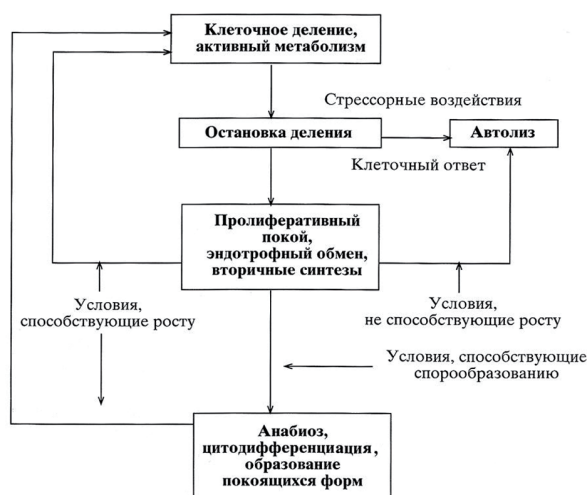 Клеточное деление,
активный метаболизм
Стрессорные воздействия
Остановка деления
Автолиз
Клеточный ответ
Пролиферативный
покой,
эндотрофный обмен,
вторичные синтезы
Условия,
способствующие росту
Условия,
не способствующие росту
Условия, способствующие
спорообразованию
Анабиоз,
цитодифференциация,
образование
покоящихся форм